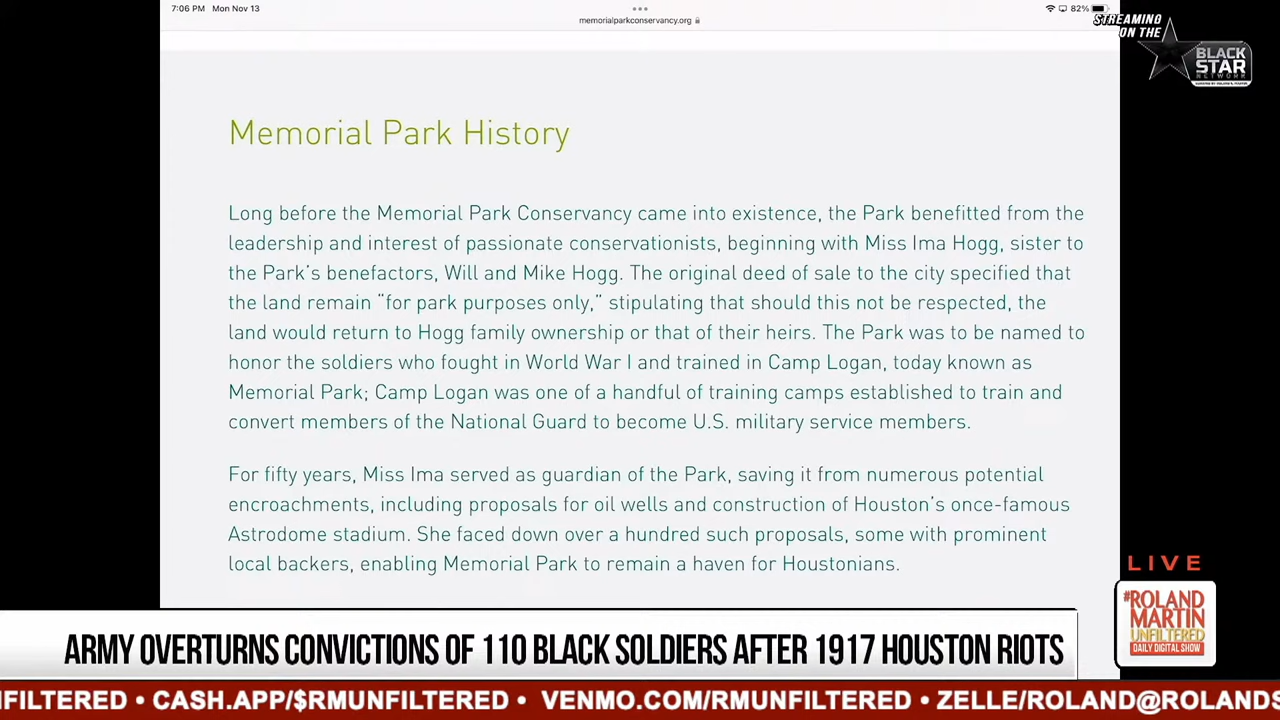 7:06 PM Mon Nov 13
memorialparkconservancy.org
82%
STREAMING
ON THE
BLACK
STAR
NETWORK
Memorial Park History
Long before the Memorial Park Conservancy came into existence, the Park benefitted from the
leadership and interest of passionate conservationists, beginning with Miss Ima Hogg, sister to
the Park's benefactors, Will and Mike Hogg. The original deed of sale to the city specified that
the land remain "for park purposes only," stipulating that should this not be respected, the
land would return to Hogg family ownership or that of their heirs. The Park was to be named to
honor the soldiers who fought in World War I and trained in Camp Logan, today known as
Memorial Park; Camp Logan was one of a handful of training camps established to train and
convert members of the National Guard to become U.S. military service members.
For fifty years, Miss Ima served as guardian of the Park, saving it from numerous potential
encroachments, including proposals for oil wells and construction of Houston's once-famous
Astrodome stadium. She faced down over a hundred such proposals, some with prominent
local backers, enabling Memorial Park to remain a haven for Houstonians.
LIVE
#ROLAND
MARTIN
UNFILTERED
DAILY DIGITAL SHOW
ARMY OVERTURNS CONVICTIONS OF 110 BLACK SOLDIERS AFTER 1917 HOUSTON RIOTS
NFILTERED • CASH.APP/$RMUNFILTERED • VENMO.COM/RMUNFILTERED • ZELLE/ROLAND@ROLANDS